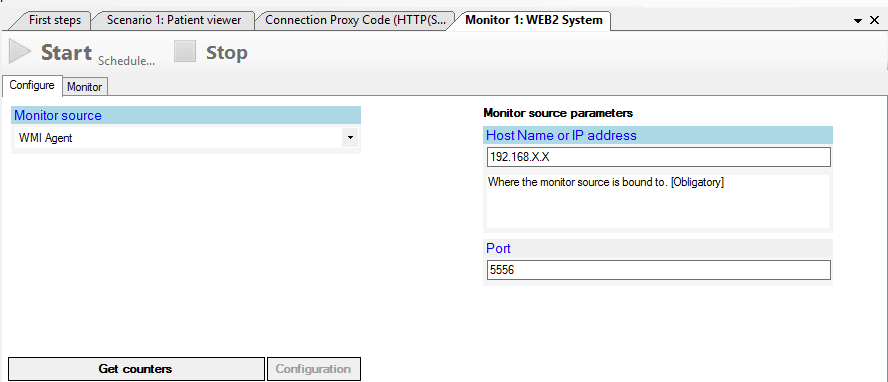 First steps
Scenario 1: Patient viewer
Connection Proxy Code (HTTP(S...
Monitor 1: WEB2 System
Start Schedule... Stop
Configure Monitor
Monitor source
WMI Agent
Monitor source parameters
Host Name or IP address
192.168.X.X
Where the monitor source is bound to. [Obligatory]
Port
5556
Get counters
Configuration